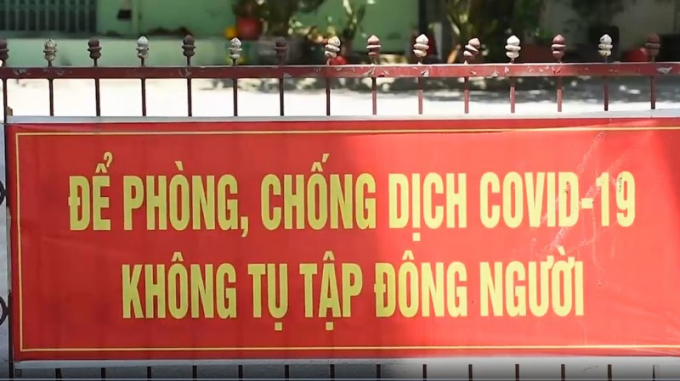 ĐỂ PHÒNG, CHỐNG DỊCH COVID-19
KHÔNG TỤ TẬP ĐÔNG NGƯỜI